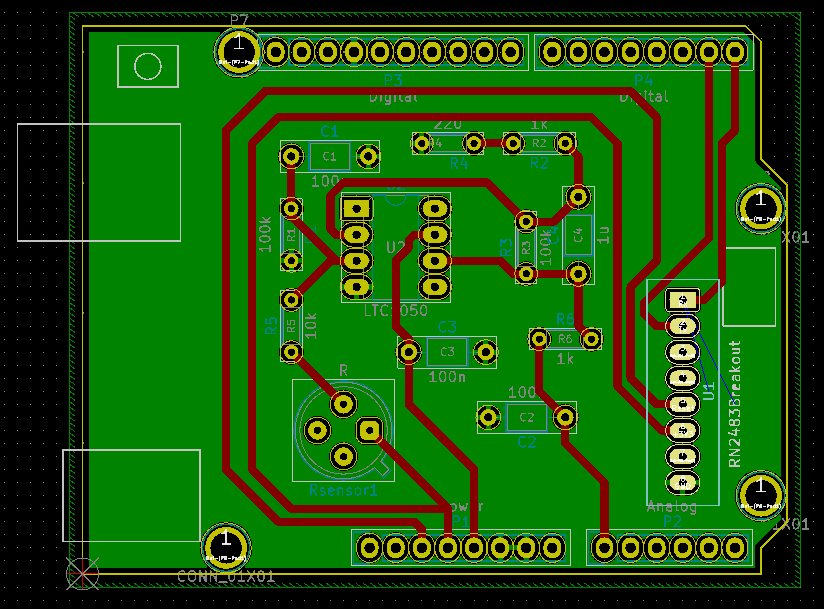 P7
1
P3
P4
Digital
Digital
C1
C1
100
220
R4
1k
R2
R2
1
X01
100k
R1
U2
R3
R3
100k
C4
1u
LTC1050
R5
R5
10k
C3
C3
100n
R6
R6
1k
R
100
C2
C2
U1
RN2483Breakout
Rsensor1
Power
P1
Analog
P2
1
1
CONN_01X01